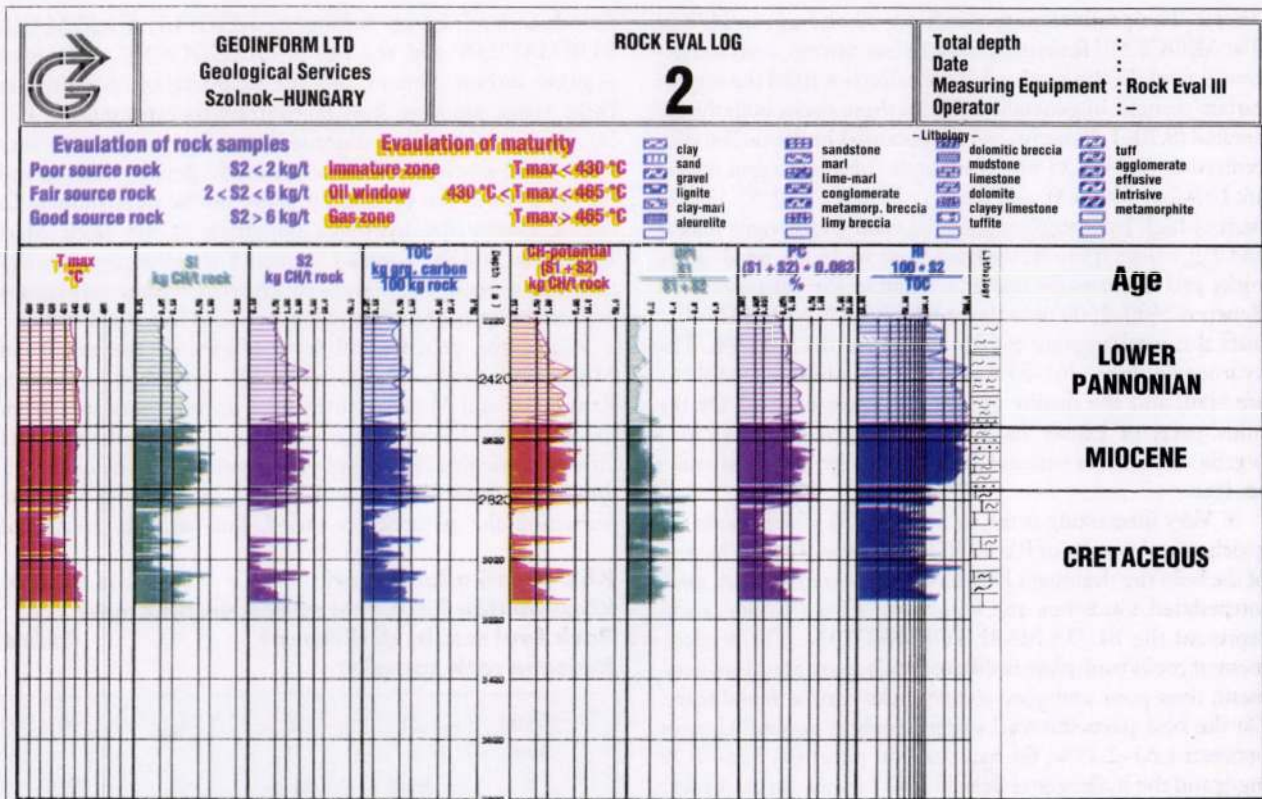 GEOINFORM LTD
Geological Services
Szolnok–HUNGARY
ROCK EVAL LOG
2
Total depth :
Date :
Measuring Equipment : Rock Eval III
Operator : –
Evaulation of rock samples
Poor source rock S2 < 2 kg/t
Fair source rock 2 < S2 < 6 kg/t
Good source rock S2 > 6 kg/t
Evaulation of maturity
Immature zone T max < 430 °C
Oil window 430 °C < T max < 465 °C
Gas zone T max > 465 °C
– Lithology –
clay
sand
gravel
lignite
clay-marl
aleurolite
sandstone
marl
lime-marl
conglomerate
metamorp. breccia
limy breccia
dolomitic breccia
mudstone
limestone
dolomite
clayey limestone
tuffite
tuff
agglomerate
effusive
intrusive
metamorphite
T max
°C
S1
kg CH/t rock
S2
kg CH/t rock
TOC
kg grg. carbon
100 kg rock
Depth (m)
CH-potential
(S1 + S2)
kg CH/t rock
S1
S1 + S2
PC
(S1 + S2) * 0.083
%
HI
100 * S2
TOC
Lithology
Age
2420
LOWER
PANNONIAN
MIOCENE
CRETACEOUS